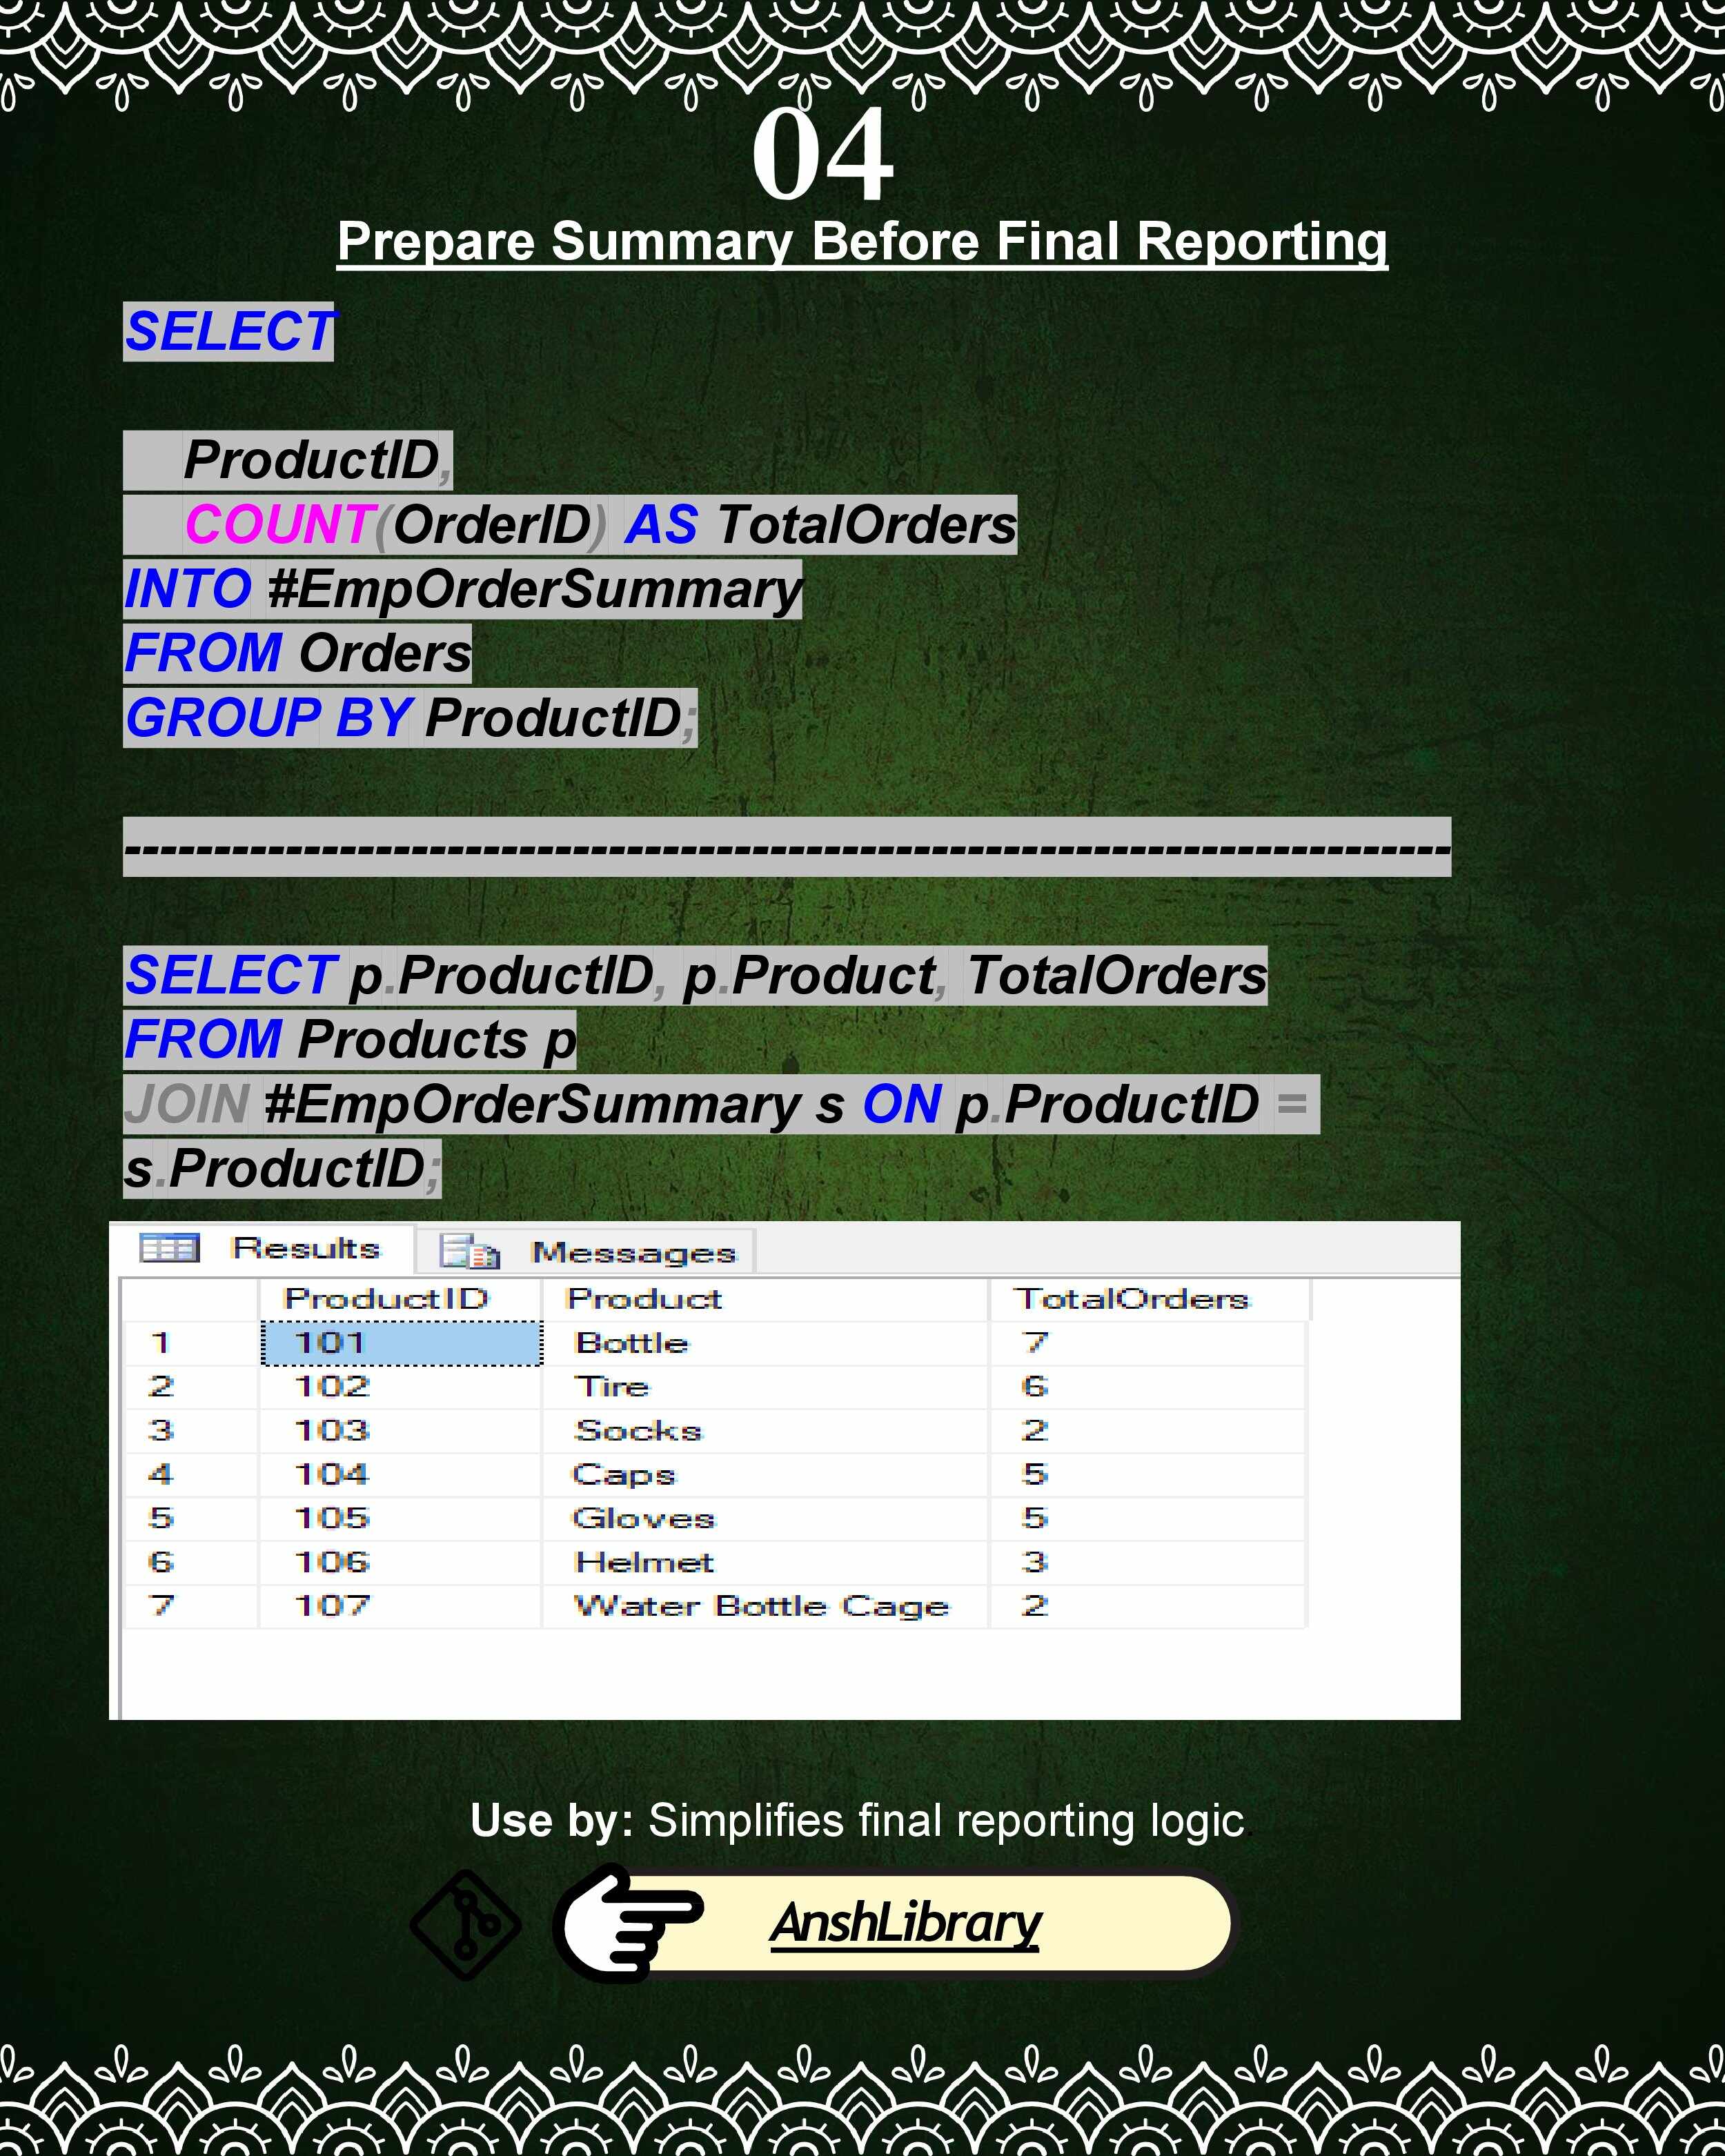 04
Prepare Summary Before Final Reporting
SELECT
ProductID,
COUNT(OrderID) AS TotalOrders
INTO #EmpOrderSummary
FROM Orders
GROUP BY ProductID;
--------------------------------------------------------------------------
SELECT p.ProductID, p.Product, TotalOrders
FROM Products p
JOIN #EmpOrderSummary s ON p.ProductID =
s.ProductID;
Results Messages
ProductID Product TotalOrders
1 101 Bottle 7
2 102 Tire 6
3 103 Socks 2
4 104 Caps 5
5 105 Gloves 5
6 106 Helmet 3
7 107 Water Bottle Cage 2
Use by: Simplifies final reporting logic.
AnshLibrary